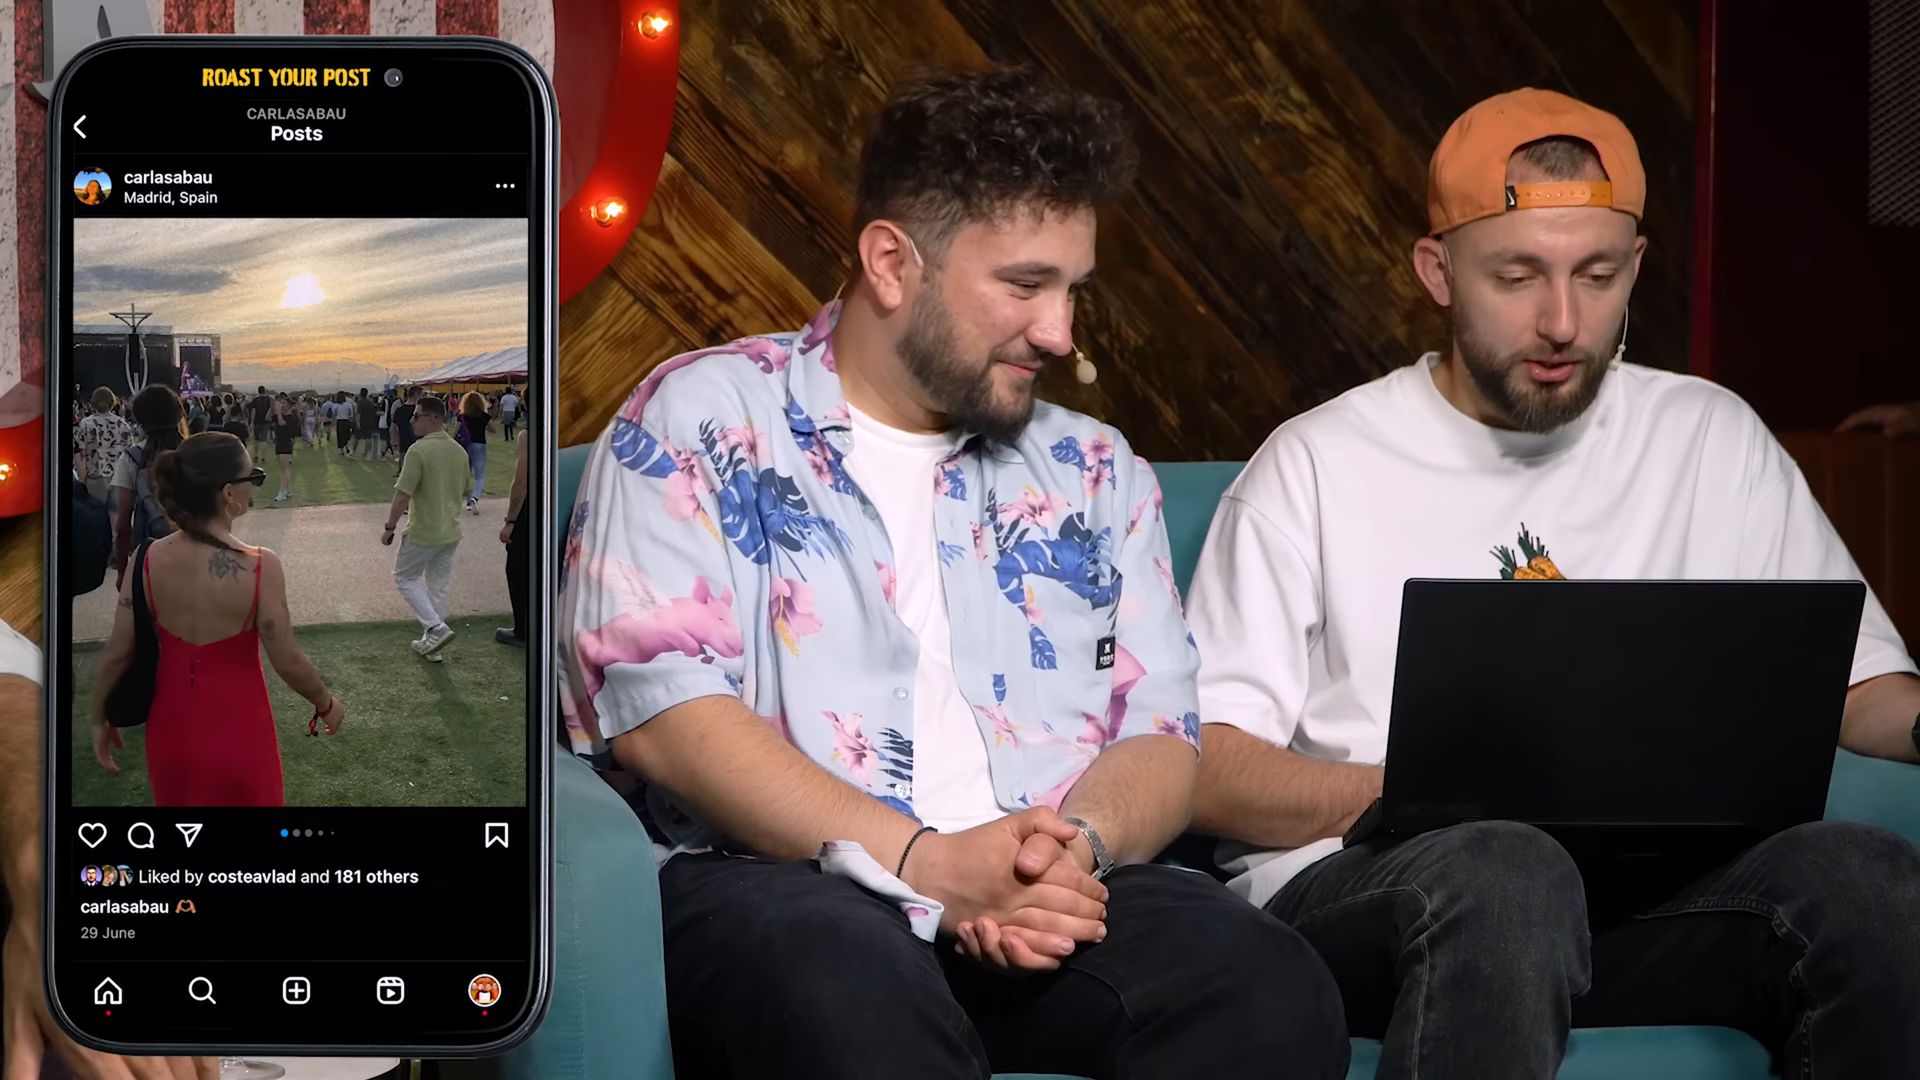 ROAST YOUR POST
CARLASABAU
Posts
carlasabau
Madrid, Spain
Liked by costeavlad and 181 others
carlasabau
29 June